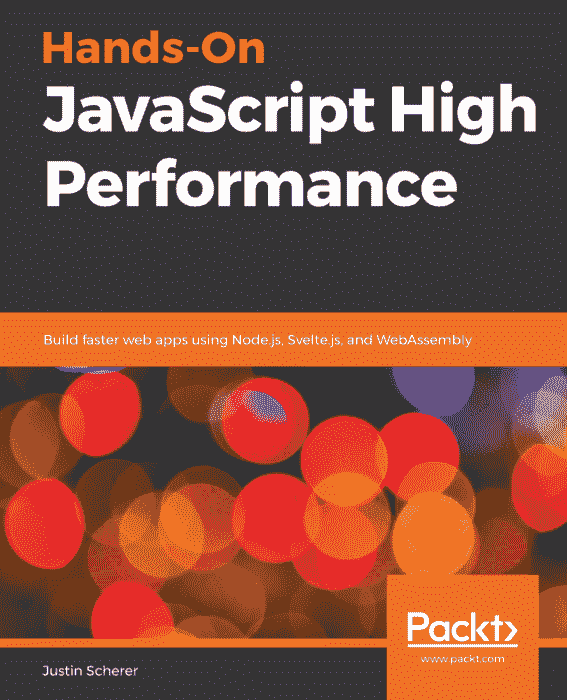 Hands-On
JavaScript High
Performance
Build faster web apps using Node.js, Svelte.js, and WebAssembly
Packt>
www.packt.com
Justin Scherer